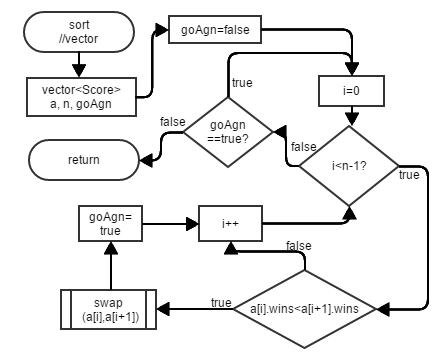 sort
//vector
goAgn=false
vector<Score>
a, n, goAgn
true
i=0
false
goAgn
==true?
false
return
i<n-1?
true
goAgn=
true
i++
false
swap
(a[i],a[i+1])
true
a[i].wins<a[i+1].wins